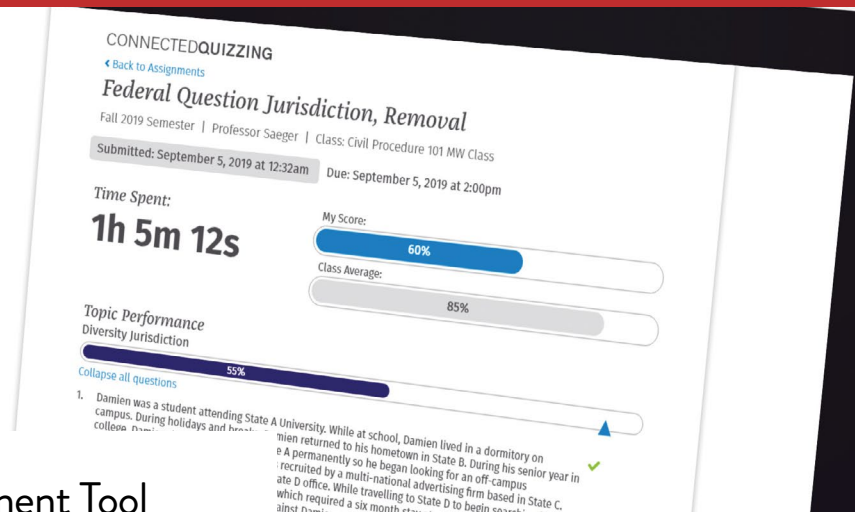 CONNECTEDQUIZZING
Back to Assignments
Federal Question Jurisdiction, Removal
Fall 2019 Semester | Professor Saeger | Class: Civil Procedure 101 MW Class
Submitted: September 5, 2019 at 12:32am Due: September 5, 2019 at 2:00pm
Time Spent:
1h 5m 12s
My Score:
60%
Class Average:
85%
Topic Performance
Diversity Jurisdiction
55%
Collapse all questions
1. Damien was a student attending State A University. While at school, Damien lived in a dormitory on
campus. During holidays and mien returned to his hometown in State B. During his senior year in
college, e A permanently so he began looking for an off-campus
recruited by a multi-national advertising firm based in State C.
ate D office. While travelling to State D to begin
which required a six month
ment Tool